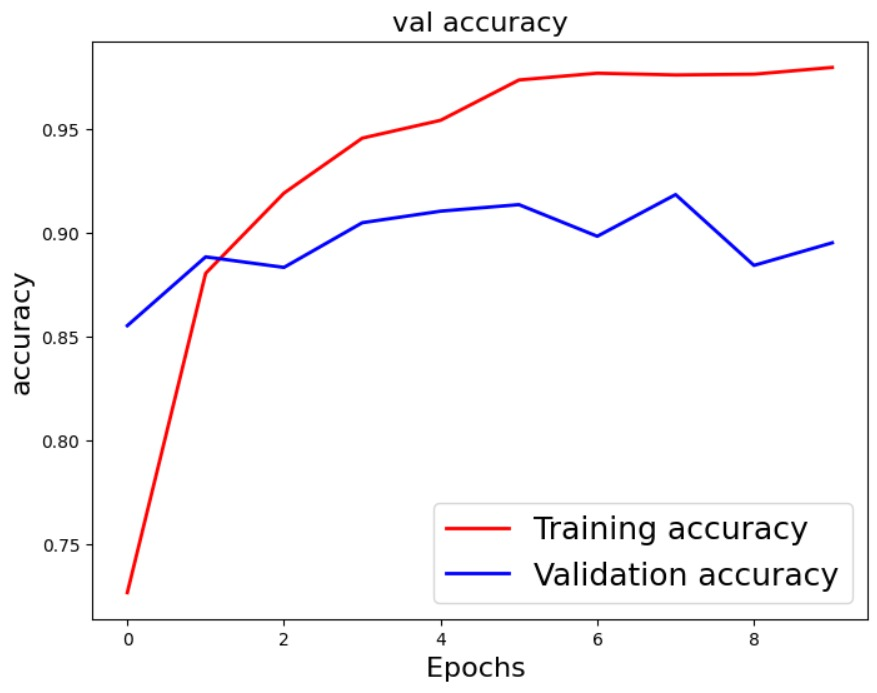 val accuracy
0.95
0.90
0.85
0.80
0.75
accuracy
Training accuracy
Validation accuracy
0 2 4 6 8
Epochs